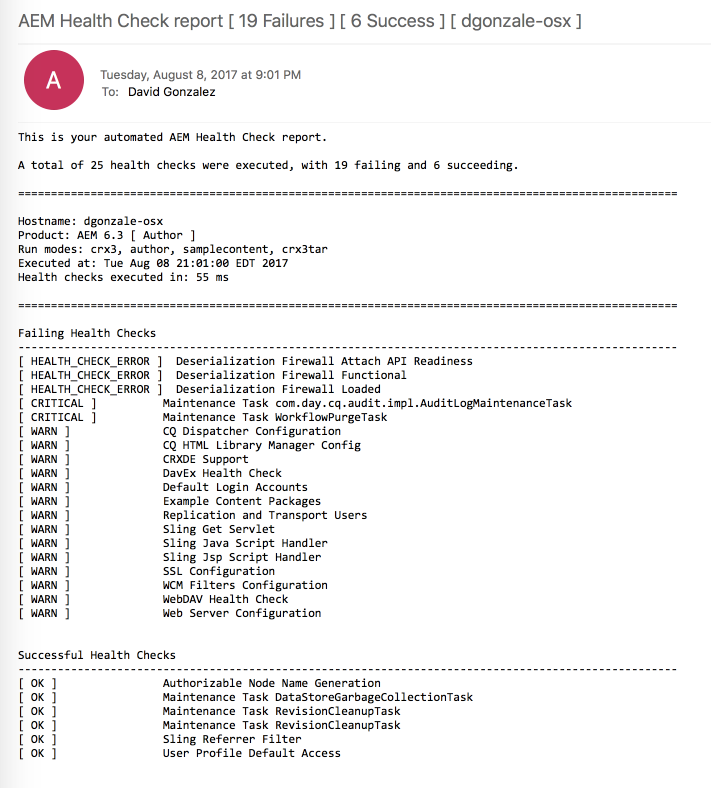 AEM Health Check report [ 19 Failures ] [ 6 Success ] [ dgonzale-osx ]
A
Tuesday, August 8, 2017 at 9:01 PM
To: David Gonzalez
This is your automated AEM Health Check report.
A total of 25 health checks were executed, with 19 failing and 6 succeeding.
=======================================================================================================
Hostname: dgonzale-osx
Product: AEM 6.3 [ Author ]
Run modes: crx3, author, samplecontent, crx3tar
Executed at: Tue Aug 08 21:01:00 EDT 2017
Health checks executed in: 55 ms
=======================================================================================================
Failing Health Checks
-------------------------------------------------------------------------------------------------------
[ HEALTH_CHECK_ERROR ] Deserialization Firewall Attach API Readiness
[ HEALTH_CHECK_ERROR ] Deserialization Firewall Functional
[ HEALTH_CHECK_ERROR ] Deserialization Firewall Loaded
[ CRITICAL ] Maintenance Task com.day.cq.audit.impl.AuditLogMaintenanceTask
[ CRITICAL ] Maintenance Task WorkflowPurgeTask
[ WARN ] CQ Dispatcher Configuration
[ WARN ] CQ HTML Library Manager Config
[ WARN ] CRXDE Support
[ WARN ] DavEx Health Check
[ WARN ] Default Login Accounts
[ WARN ] Example Content Packages
[ WARN ] Replication and Transport Users
[ WARN ] Sling Get Servlet
[ WARN ] Sling Java Script Handler
[ WARN ] Sling Jsp Script Handler
[ WARN ] SSL Configuration
[ WARN ] WCM Filters Configuration
[ WARN ] WebDAV Health Check
[ WARN ] Web Server Configuration
Successful Health Checks
-------------------------------------------------------------------------------------------------------
[ OK ] Authorizable Node Name Generation
[ OK ] Maintenance Task DataStoreGarbageCollectionTask
[ OK ] Maintenance Task RevisionCleanupTask
[ OK ] Maintenance Task RevisionCleanupTask
[ OK ] Sling Referrer Filter
[ OK ] User Profile Default Access